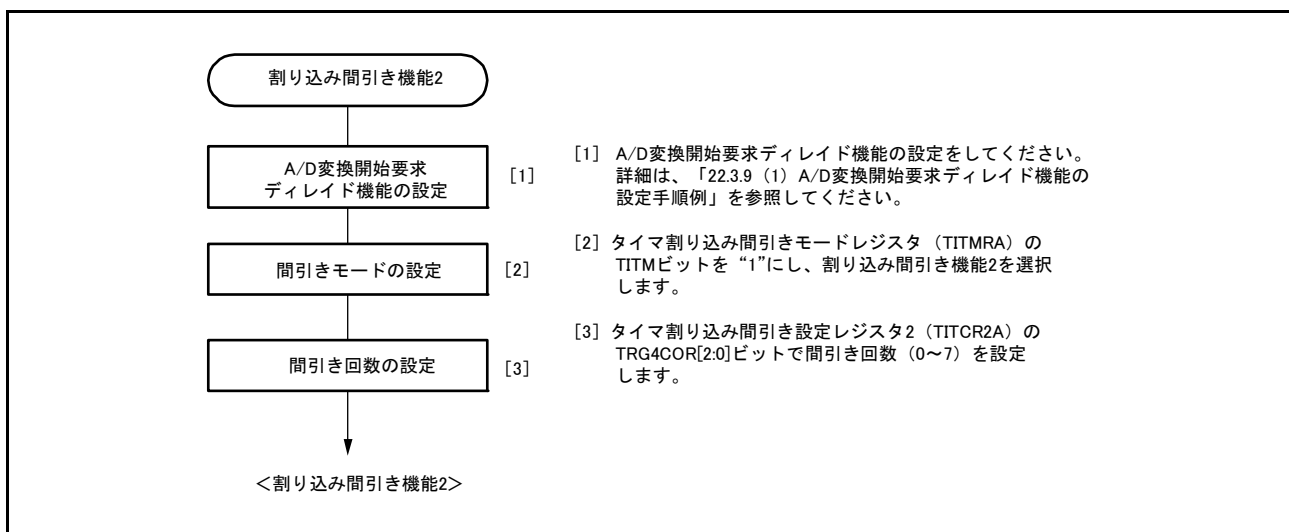 割り込み間引き機能2
A/D変換開始要求
ディレイド機能の設定
[1]
[1] A/D変換開始要求ディレイド機能の設定をしてください。
詳細は、「22.3.9 (1) A/D変換開始要求ディレイド機能の
設定手順例」を参照してください。
間引きモードの設定
[2]
[2] タイマ割り込み間引きモードレジスタ (TITMRA) の
TITMビットを “1”にし、割り込み間引き機能2を選択
します。
間引き回数の設定
[3]
[3] タイマ割り込み間引き設定レジスタ2 (TITCR2A) の
TRG4COR[2:0]ビットで間引き回数 (0~7) を設定
します。
<割り込み間引き機能2>